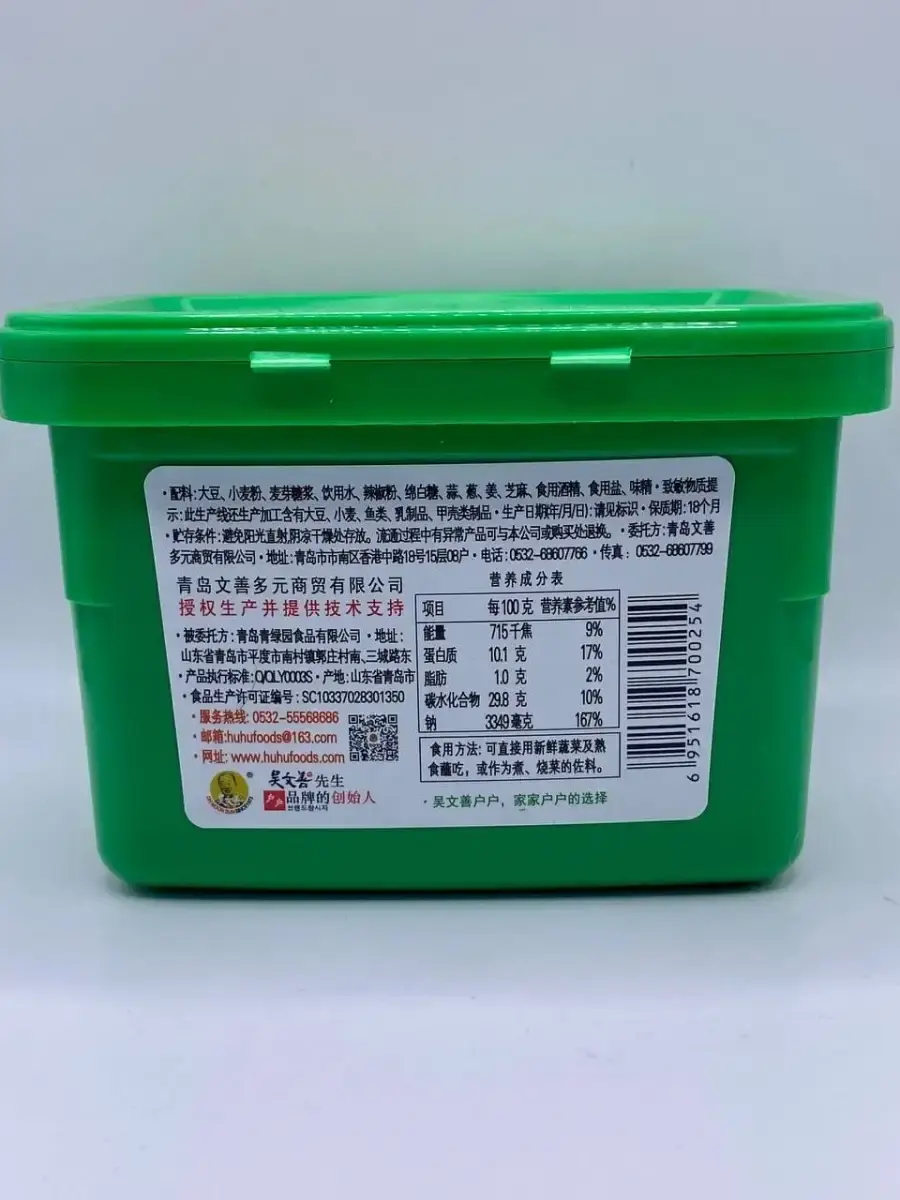 ·配料:大豆、小麦粉、麦芽糖浆、饮用水、辣椒粉、绵白糖、蒜、葱、姜、芝麻、食用酒精、食用盐、味精·致敏物质提
示:此生产线还生产加工含有大豆、小麦、鱼类、乳制品、甲壳类制品·生产日期(年/月/日):请见标识·保质期:18个月
·贮存条件:避免阳光直射,阴凉干燥处存放。流通过程中有异常产品可与本公司或购买处退换。·委托方:青岛文善
多元商贸有限公司·地址:青岛市市南区香港中路18号15层08户·电话:0532-68607766·传真:0532-68607799
青岛文善多元商贸有限公司
授权生产并提供技术支持
·被委托方:青岛青绿园食品有限公司·地址:
山东省青岛市平度市南村镇郭庄村南、三城路东
·产品执行标准:Q/QLY0003S·产地:山东省青岛市
·食品生产许可证编号:SC10337028301350
·服务热线:0532-55568686
·邮箱:huhufoods@163.com
·网址:www.huhufoods.com
吴文善®先生
户户品牌的创始人
브랜드창시자
营养成分表
项目 每100克 营养素参考值%
能量 715千焦 9%
蛋白质 10.1 克 17%
脂肪 1.0 克 2%
碳水化合物 29.8 克 10%
钠 3349毫克 167%
食用方法:可直接用新鲜蔬菜及熟
食蘸吃,或作为煮、烧菜的佐料。
·吴文善户户,家家户户的选择
6951618700254